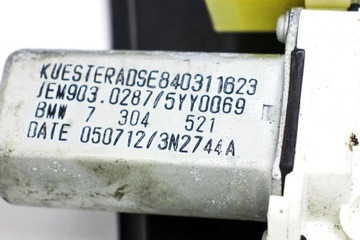 KUESTERADSE840311623
JEM903.0287/5YY0069
BMW 7 304 521
DATE 050712/3N2744A